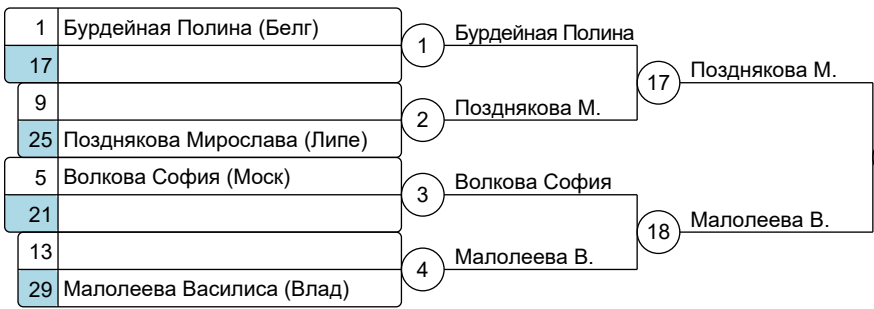 1 Бурдейная Полина (Белг)
17
9
25 Позднякова Мирослава (Липе)
5 Волкова София (Моск)
21
13
29 Малолеева Василиса (Влад)
1 Бурдейная Полина
2 Позднякова М.
3 Волкова София
4 Малолеева В.
17 Позднякова М.
18 Малолеева В.